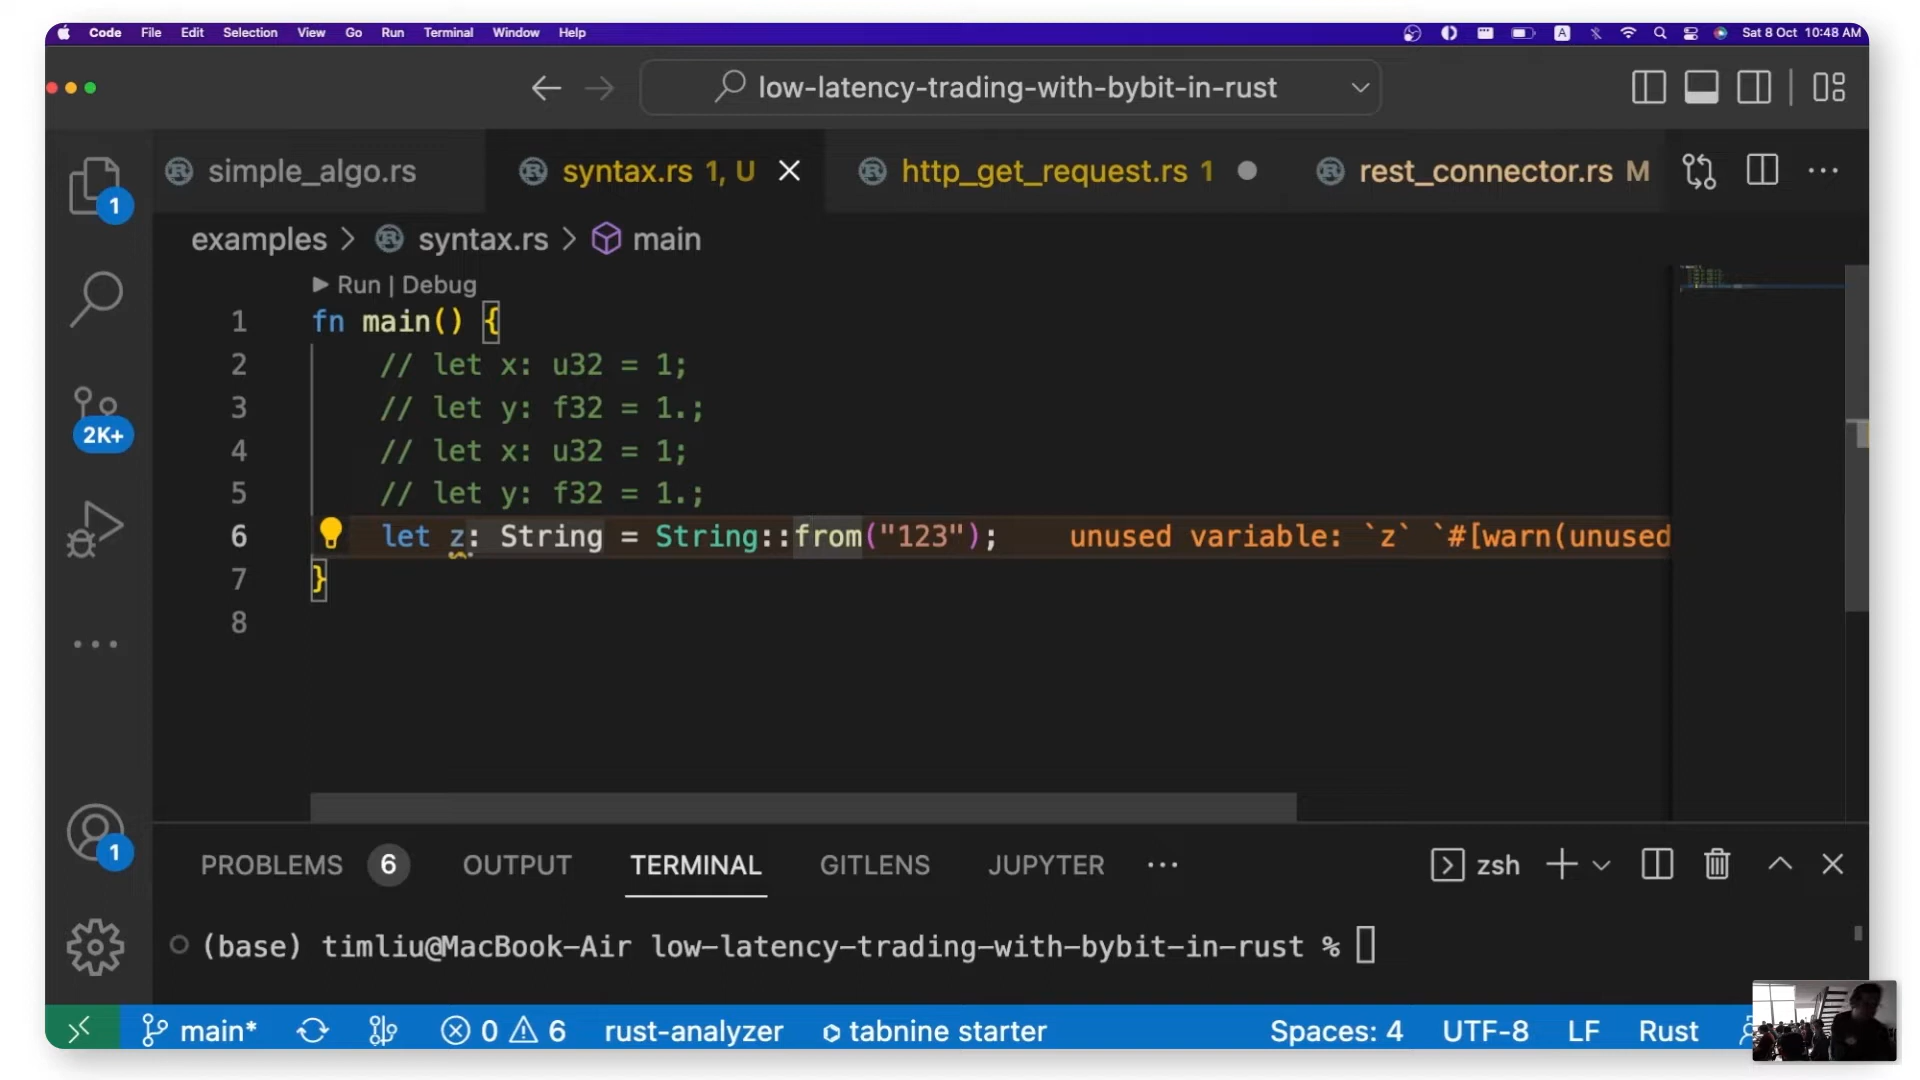 Code File Edit Selection View Go Run Terminal Window Help A Sat 8 Oct 10:48 AM
low-latency-trading-with-bybit-in-rust
simple_algo.rs syntax.rs 1, U http_get_request.rs 1 rest_connector.rs M
1
examples > syntax.rs > main
Run | Debug
1 fn main() {
2 // let x: u32 = 1;
3 // let y: f32 = 1.;
4 // let x: u32 = 1;
2K+
5 // let y: f32 = 1.;
6 let z: String = String::from("123"); unused variable: `z` `#[warn(unused
7 }
8
1
PROBLEMS 6 OUTPUT TERMINAL GITLENS JUPYTER ··· zsh
(base) timliu@MacBook-Air low-latency-trading-with-bybit-in-rust %
main* 0 6 rust-analyzer tabnine starter Spaces: 4 UTF-8 LF Rust